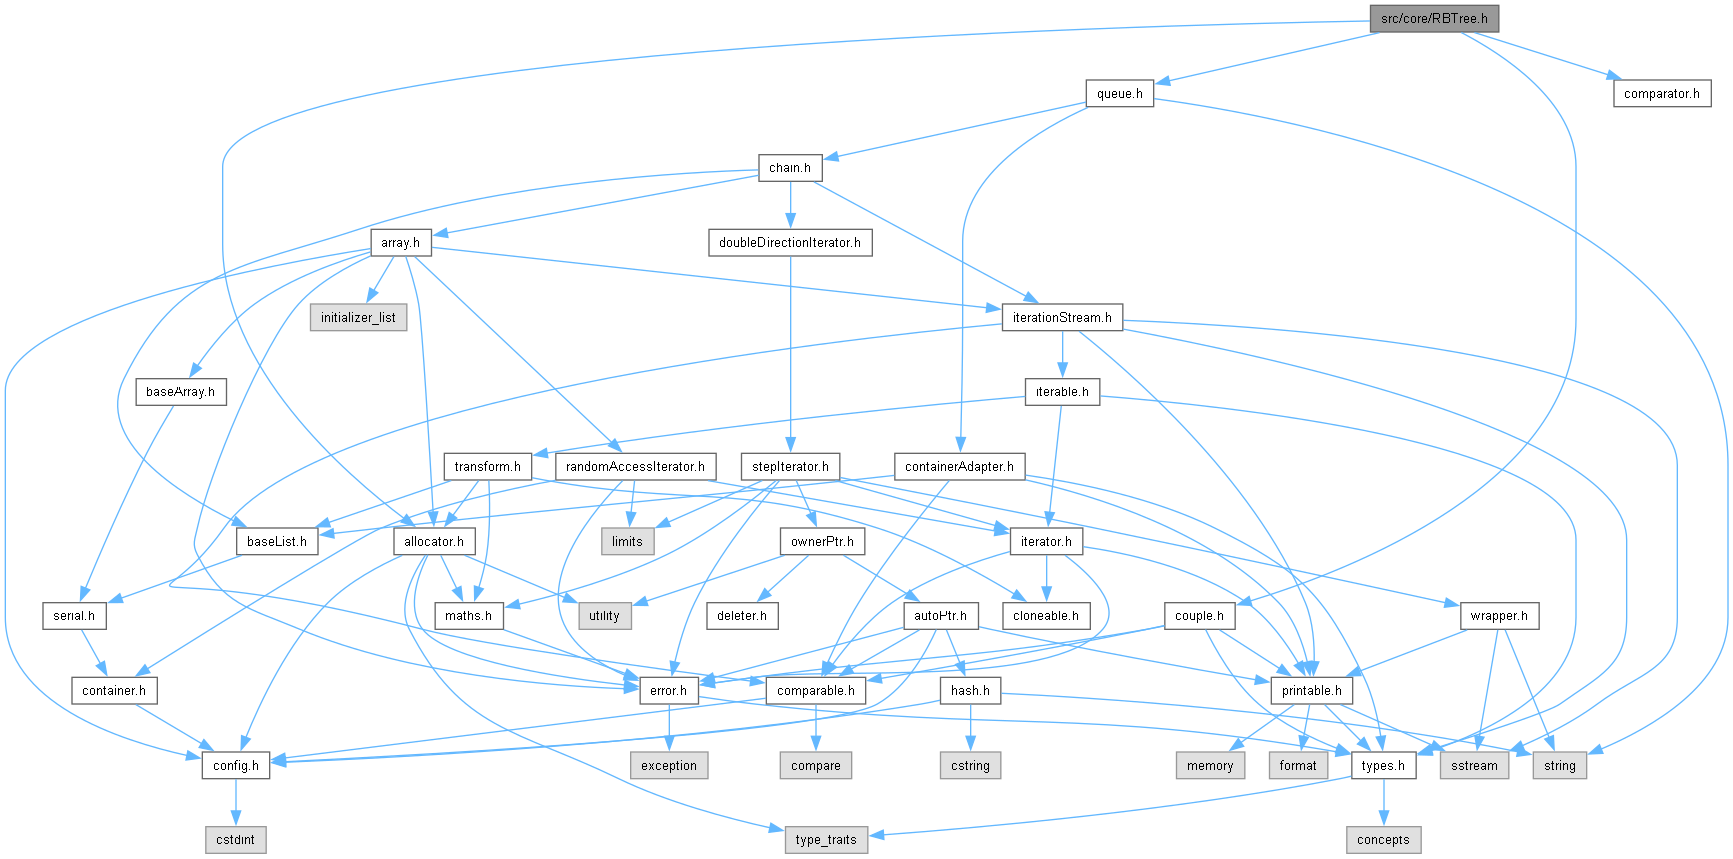 src/core/RBTree.h
queue.h
comparator.h
chain.h
array.h
doubleDirectionIterator.h
initializer_list
iterationStream.h
baseArray.h
iterable.h
transform.h
randomAccessIterator.h
stepIterator.h
containerAdapter.h
baseList.h
allocator.h
limits
ownerPtr.h
iterator.h
serial.h
maths.h
utility
deleter.h
autoPtr.h
cloneable.h
couple.h
wrapper.h
container.h
error.h
comparable.h
hash.h
printable.h
config.h
exception
compare
cstring
memory
format
types.h
sstream
string
cstdint
type_traits
concepts